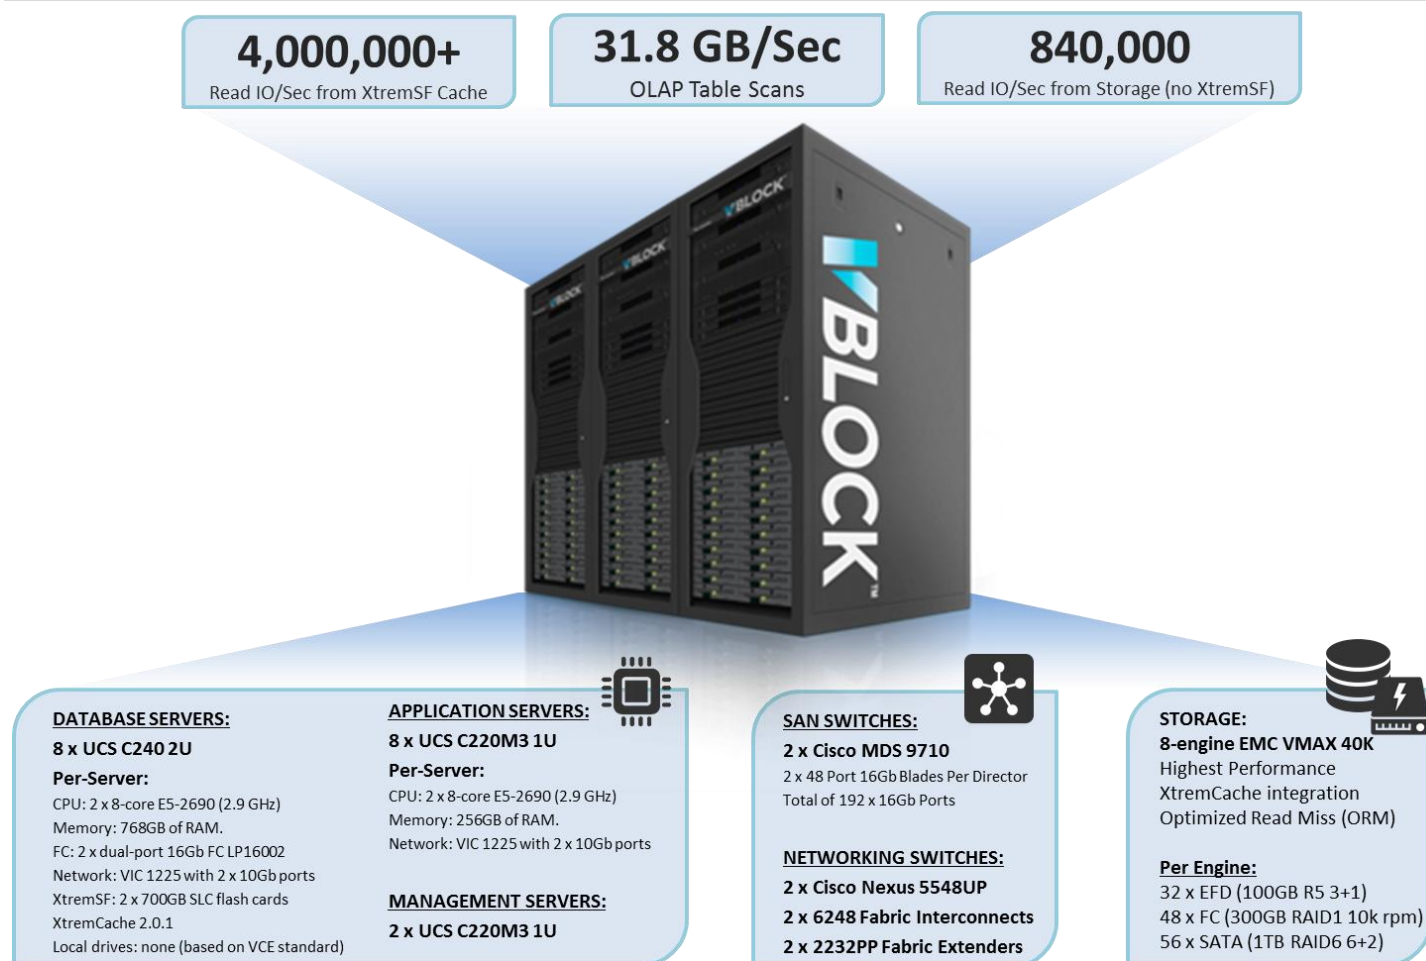 4,000,000+
Read IO/Sec from XtremSF Cache
31.8 GB/Sec
OLAP Table Scans
840,000
Read IO/Sec from Storage (no XtremSF)
VBLOCK
VBLOCK
VBLOCK
VBLOCK™
DATABASE SERVERS:
8 x UCS C240 2U
Per-Server:
CPU: 2 x 8-core E5-2690 (2.9 GHz)
Memory: 768GB of RAM.
FC: 2 x dual-port 16Gb FC LP16002
Network: VIC 1225 with 2 x 10Gb ports
XtremSF: 2 x 700GB SLC flash cards
XtremCache 2.0.1
Local drives: none (based on VCE standard)
APPLICATION SERVERS:
8 x UCS C220M3 1U
Per-Server:
CPU: 2 x 8-core E5-2690 (2.9 GHz)
Memory: 256GB of RAM.
Network: VIC 1225 with 2 x 10Gb ports
MANAGEMENT SERVERS:
2 x UCS C220M3 1U
SAN SWITCHES:
2 x Cisco MDS 9710
2 x 48 Port 16Gb Blades Per Director
Total of 192 x 16Gb Ports
NETWORKING SWITCHES:
2 x Cisco Nexus 5548UP
2 x 6248 Fabric Interconnects
2 x 2232PP Fabric Extenders
STORAGE:
8-engine EMC VMAX 40K
Highest Performance
XtremCache integration
Optimized Read Miss (ORM)
Per Engine:
32 x EFD (100GB R5 3+1)
48 x FC (300GB RAID1 10k rpm)
56 x SATA (1TB RAID6 6+2)